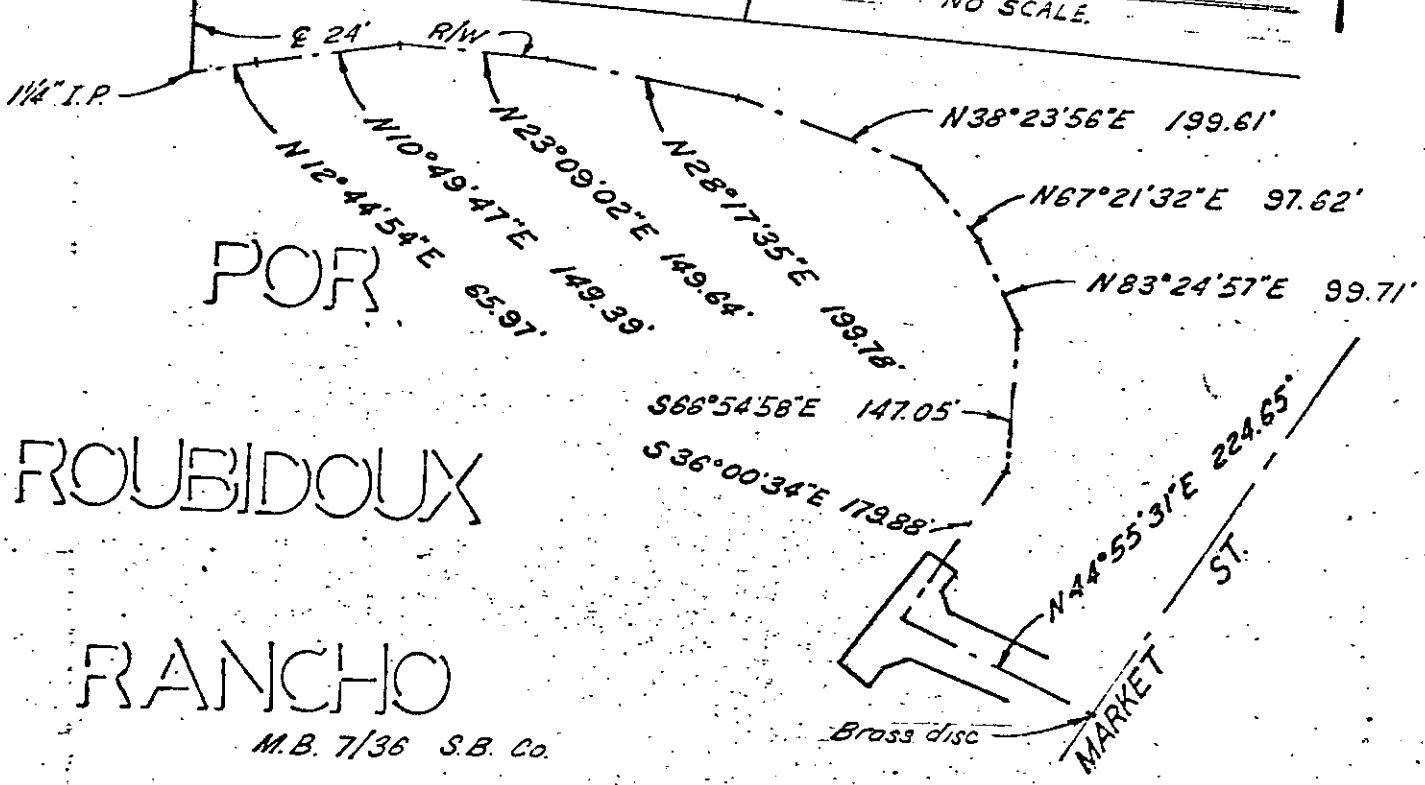 NO SCALE.
℄ 24'
R/W
1¼" I.P.
N38°23'56"E 199.61'
N12°44'54"E 65.97'
N10°49'47"E 149.39'
N23°09'02"E 149.64'
N28°17'35"E 199.78'
N67°21'32"E 97.62'
N83°24'57"E 99.71'
POR.
S66°54'58"E 147.05'
S36°00'34"E 179.88'
N44°55'31"E 224.65'
ROUBIDOUX
RANCHO
M.B. 7/36 S.B. Co.
Brass disc
MARKET ST.